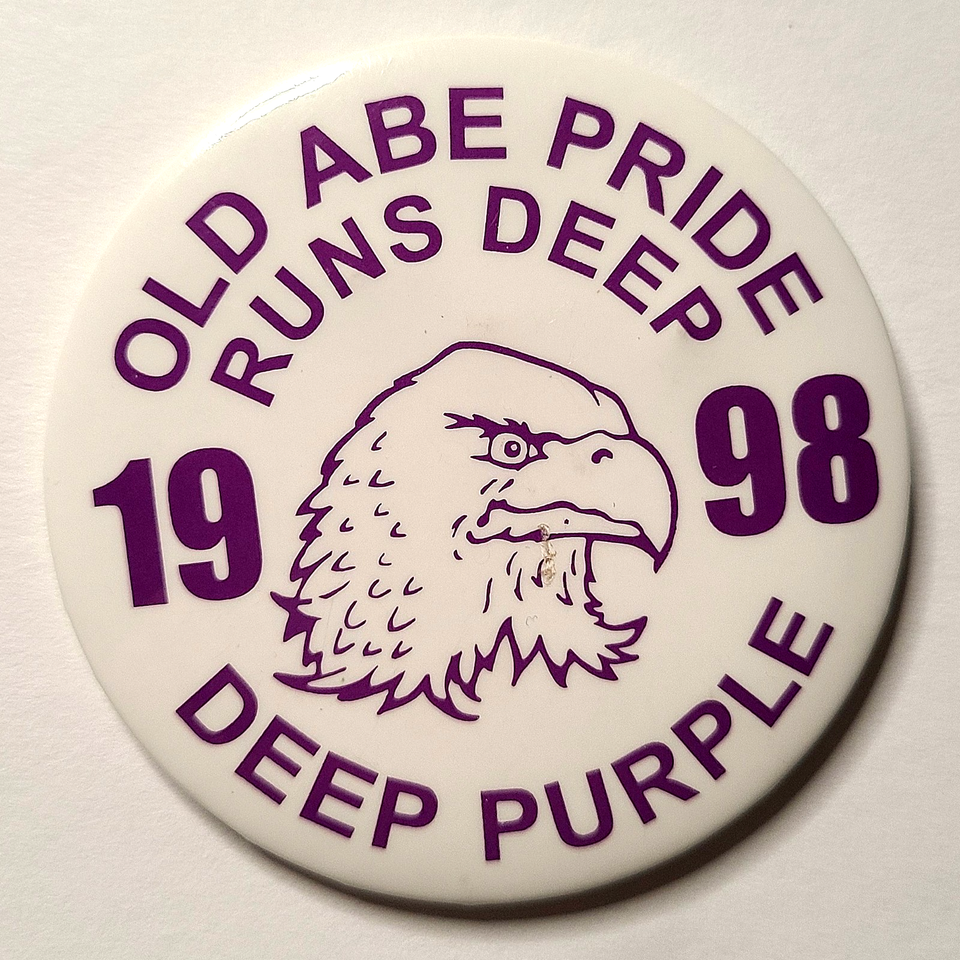 OLD ABE PRIDE
RUNS DEEP
1998
DEEP PURPLE